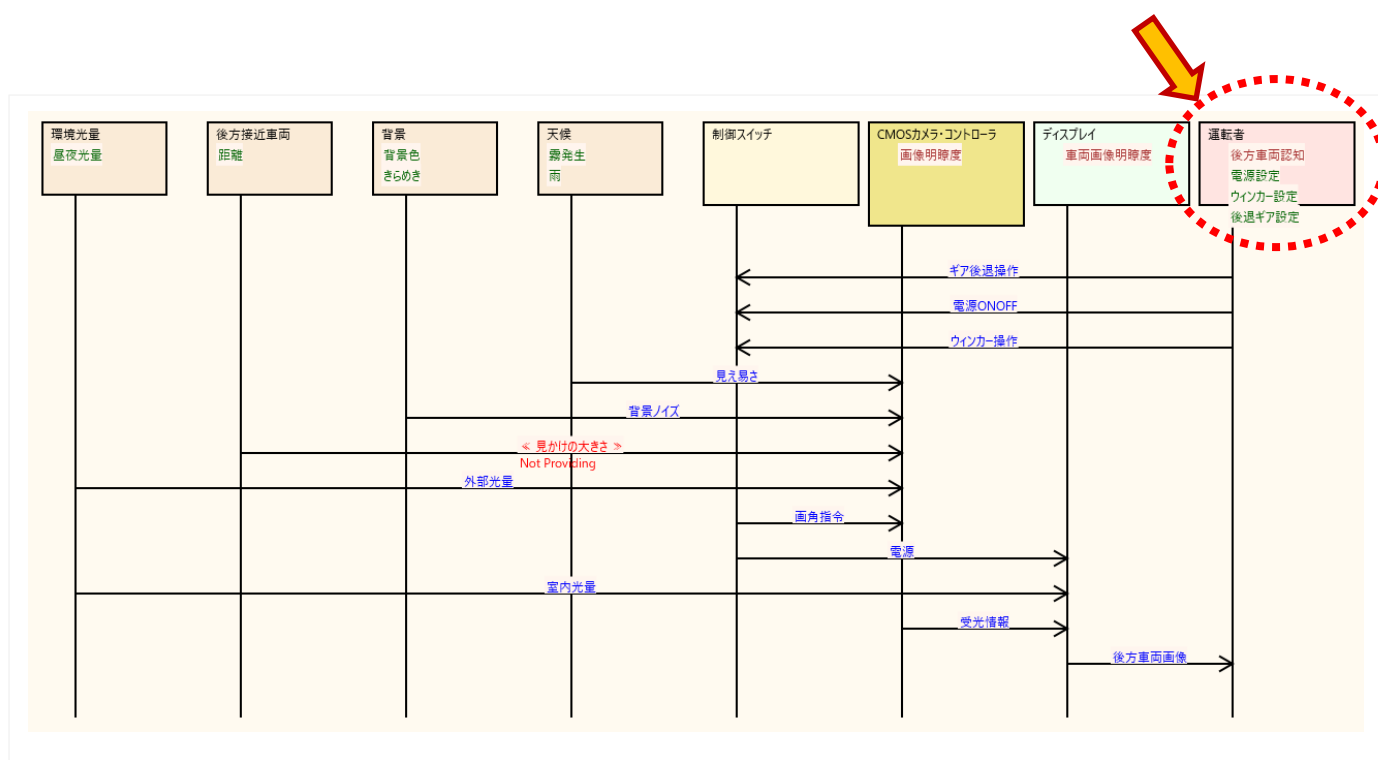 環境光量
昼夜光量
後方接近車両
距離
背景
背景色
きらめき
天候
霧発生
雨
制御スイッチ
CMOSカメラ・コントローラ
画像明瞭度
ディスプレイ
車両画像明瞭度
運転者
後方車両認知
電源設定
ウィンカー設定
後退ギア設定
ギア後退操作
電源ONOFF
ウィンカー操作
見え易さ
背景ノイズ
≪ 見かけの大きさ ≫
Not Providing
外部光量
画角指令
電源
室内光量
受光情報
後方車両画像